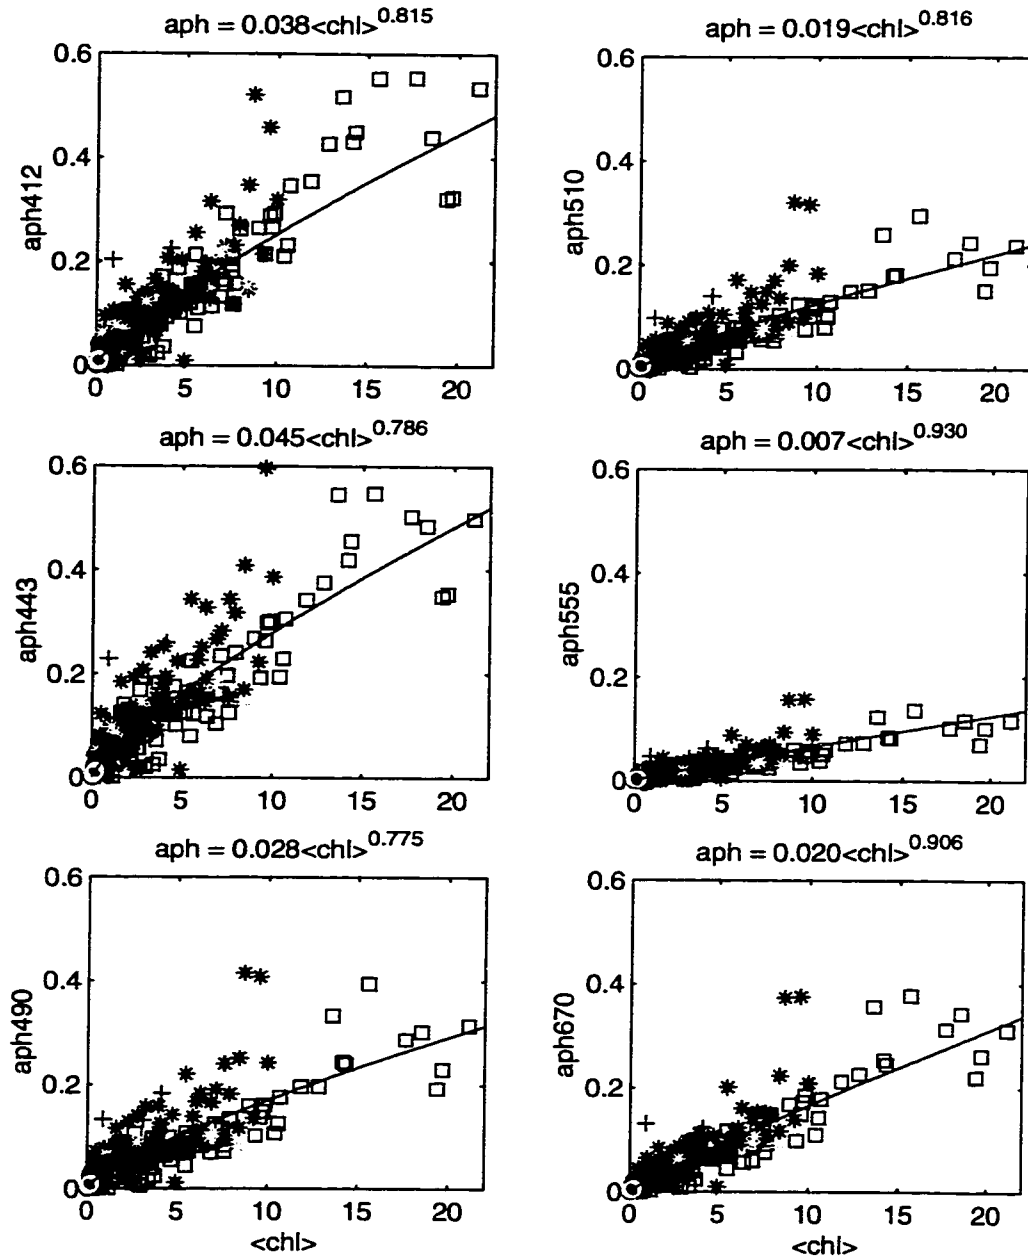 aph = 0.038<chl>^0.815
0.6
0.4
0.2
0
aph412
0 5 10 15 20
aph = 0.019<chl>^0.816
0.6
0.4
0.2
0
aph510
0 5 10 15 20
aph = 0.045<chl>^0.786
0.6
0.4
0.2
0
aph443
0 5 10 15 20
aph = 0.007<chl>^0.930
0.6
0.4
0.2
0
aph555
0 5 10 15 20
aph = 0.028<chl>^0.775
0.6
0.4
0.2
0
aph490
0 5 10 15 20
<chl>
aph = 0.020<chl>^0.906
0.6
0.4
0.2
0
aph670
0 5 10 15 20
<chl>